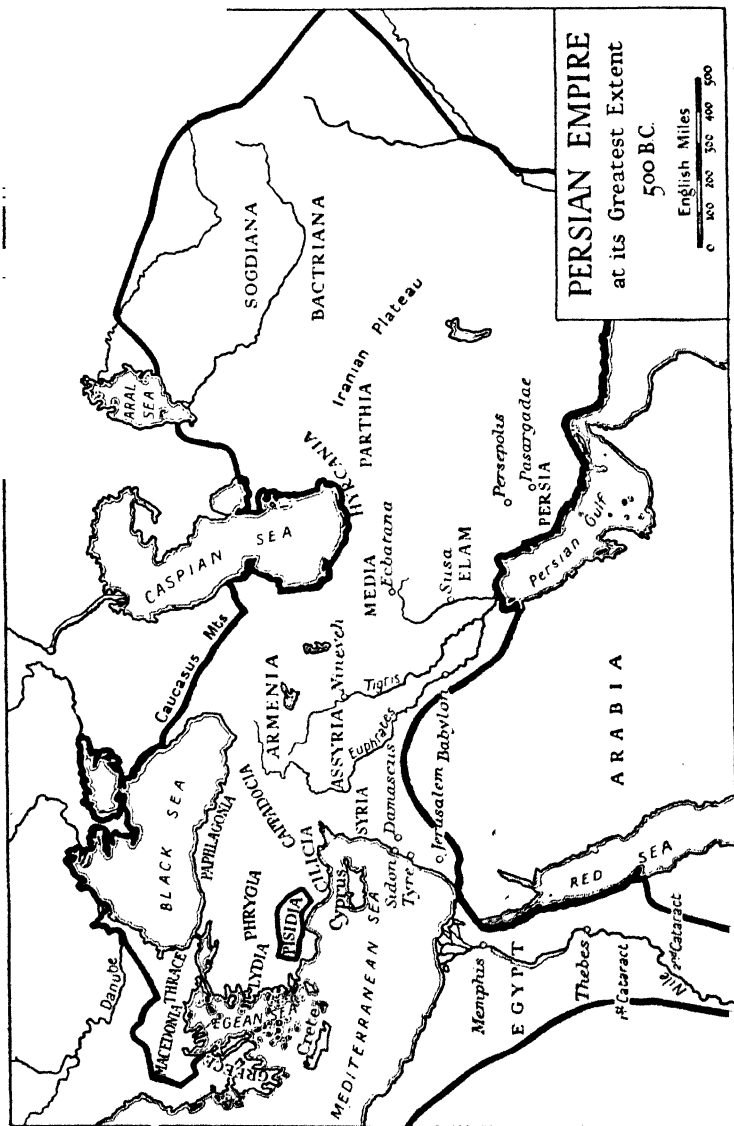 PERSIAN EMPIRE
at its Greatest Extent
500 B.C.
English Miles
0 100 200 300 400 500
Danube
MACEDONIA
THRACE
BLACK SEA
Caucasus Mts
CASPIAN SEA
ARAL SEA
SOGDIANA
BACTRIANA
GREECE
ÆGEAN SEA
LYDIA
PHRYGIA
PAPHLAGONIA
CAPPADOCIA
ARMENIA
HYRCANIA
PARTHIA
Iranian Plateau
PISIDIA
CILICIA
Crete
Cyprus
MEDITERRANEAN SEA
ASSYRIA
Nineveh
Tigris
Euphrates
MEDIA
Ecbatana
SYRIA
Sidon
Damascus
Tyre
Susa
ELAM
Jerusalem
Babylon
Persepolis
Pasargadae
PERSIA
Persian Gulf
Memphis
EGYPT
Thebes
1st Cataract
Nile
2nd Cataract
RED SEA
ARABIA